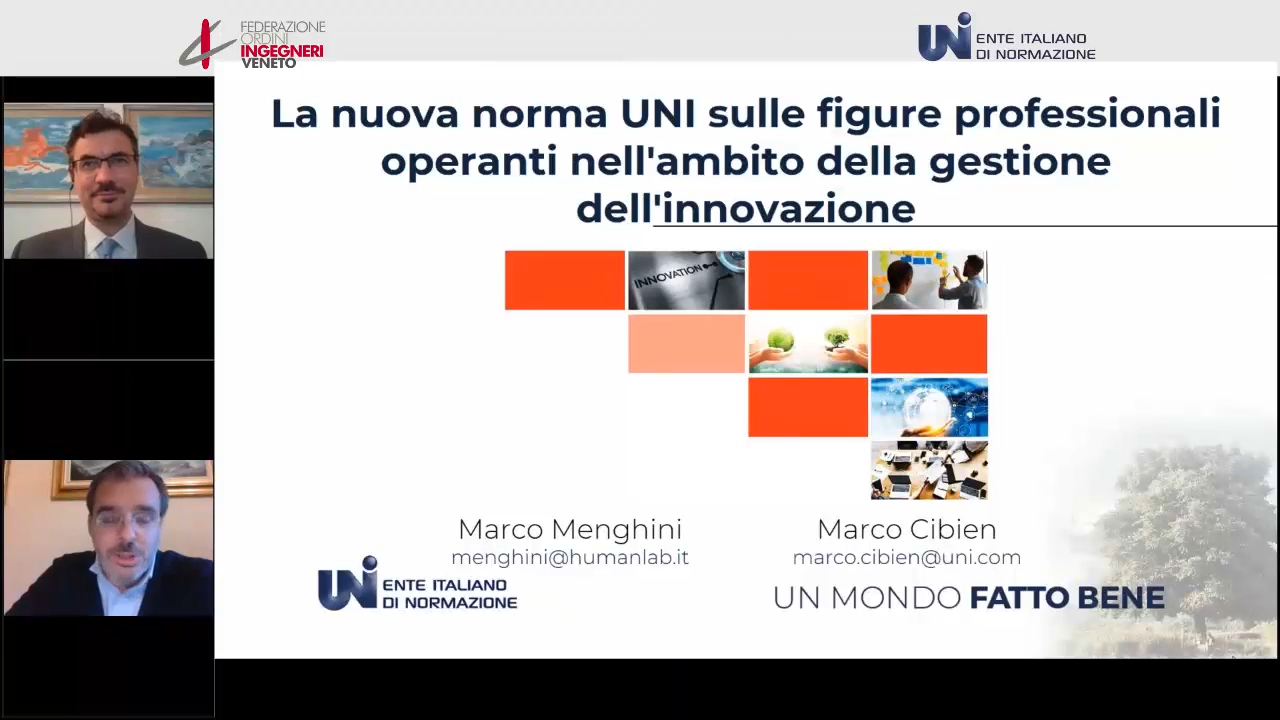 FEDERAZIONE
ORDINI
INGEGNERI
VENETO
UNI ENTE ITALIANO
DI NORMAZIONE
La nuova norma UNI sulle figure professionali
operanti nell'ambito della gestione
dell'innovazione
INNOVATION
Marco Menghini
menghini@humanlab.it
Marco Cibien
marco.cibien@uni.com
UNI ENTE ITALIANO
DI NORMAZIONE
UN MONDO FATTO BENE